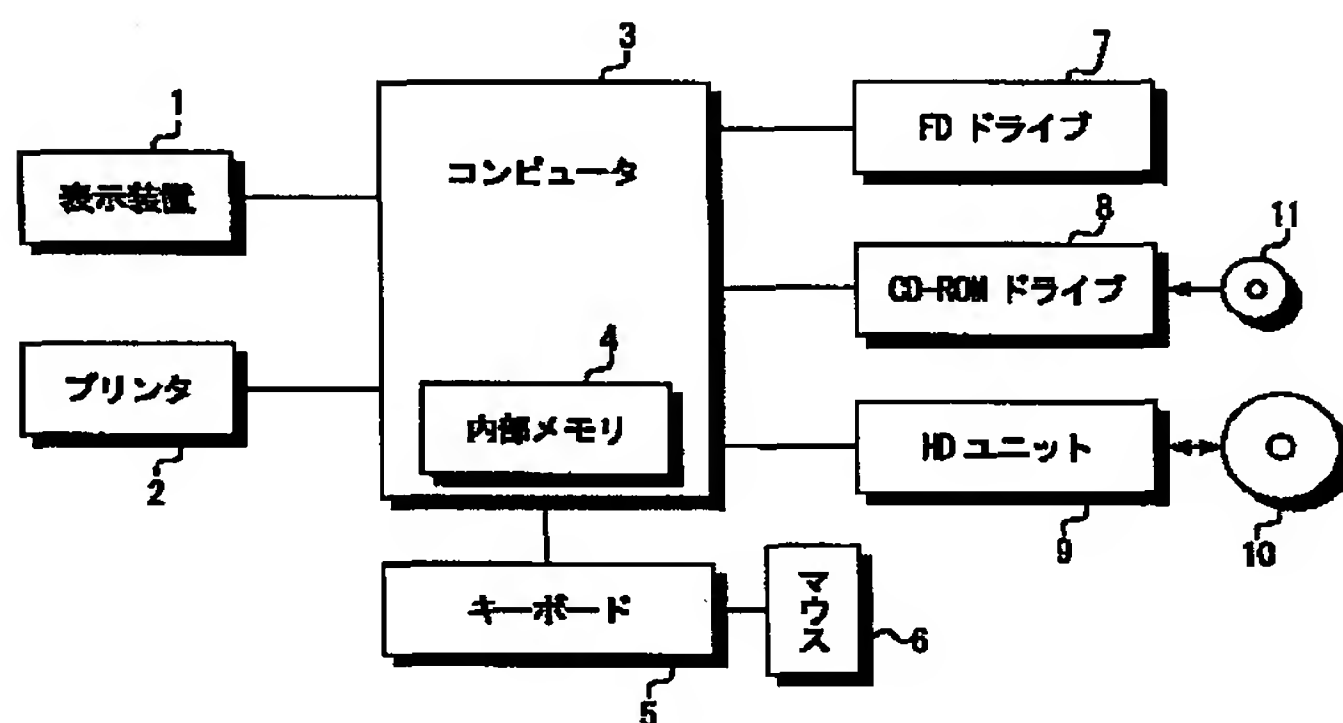 3
7
1
FD ドライブ
コンピュータ
表示装置
8
11
CD-ROM ドライブ
4
プリンタ
内部メモリ
HD ユニット
2
9
10
キーボード
マウス
6
5